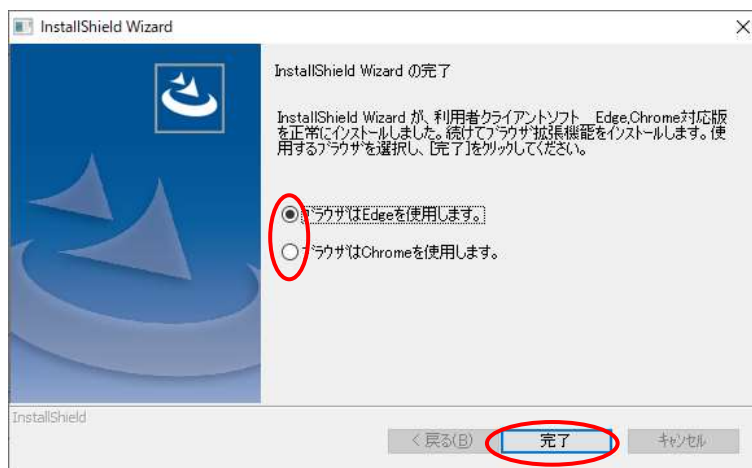 InstallShield Wizard
InstallShield Wizard の完了
InstallShield Wizard が、利用者クライアントソフト__Edge,Chrome対応版
を正常にインストールしました。続けてブラウザ拡張機能をインストールします。使
用するブラウザを選択し、[完了]をクリックしてください。
ブラウザはEdgeを使用します。
ブラウザはChromeを使用します。
InstallShield
< 戻る(B)
完了
キャンセル